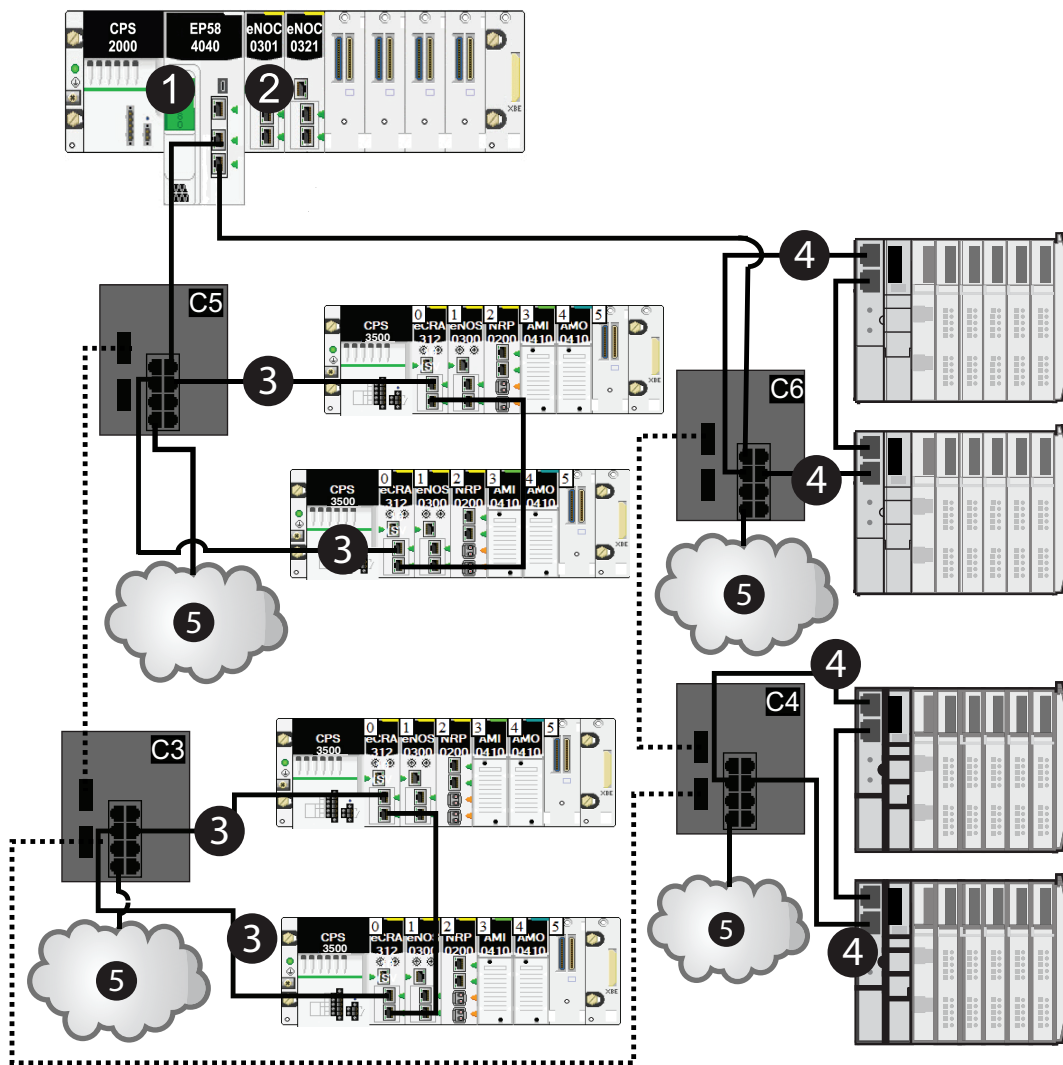 CPS 2000
EP58 4040
eNOC 0301
eNOC 0321
XBE
1
2
C5
3
0 1 2 3 4 5
CPS 3500
eCRA 312
eNOS 0300
NRP 0200
AMI 0410
AMO 0410
S
XBE
4
C6
4
3
0 1 2 3 4 5
CPS 3500
eCRA 312
eNOS 0300
NRP 0200
AMI 0410
AMO 0410
S
XBE
5
5
C3
3
0 1 2 3 4 5
CPS 3500
eCRA 312
eNOS 0300
NRP 0200
AMI 0410
AMO 0410
S
XBE
C4
4
3
0 1 2 3 4 5
CPS 3500
eCRA 312
eNOS 0300
NRP 0200
AMI 0410
AMO 0410
S
XBE
5
5
4